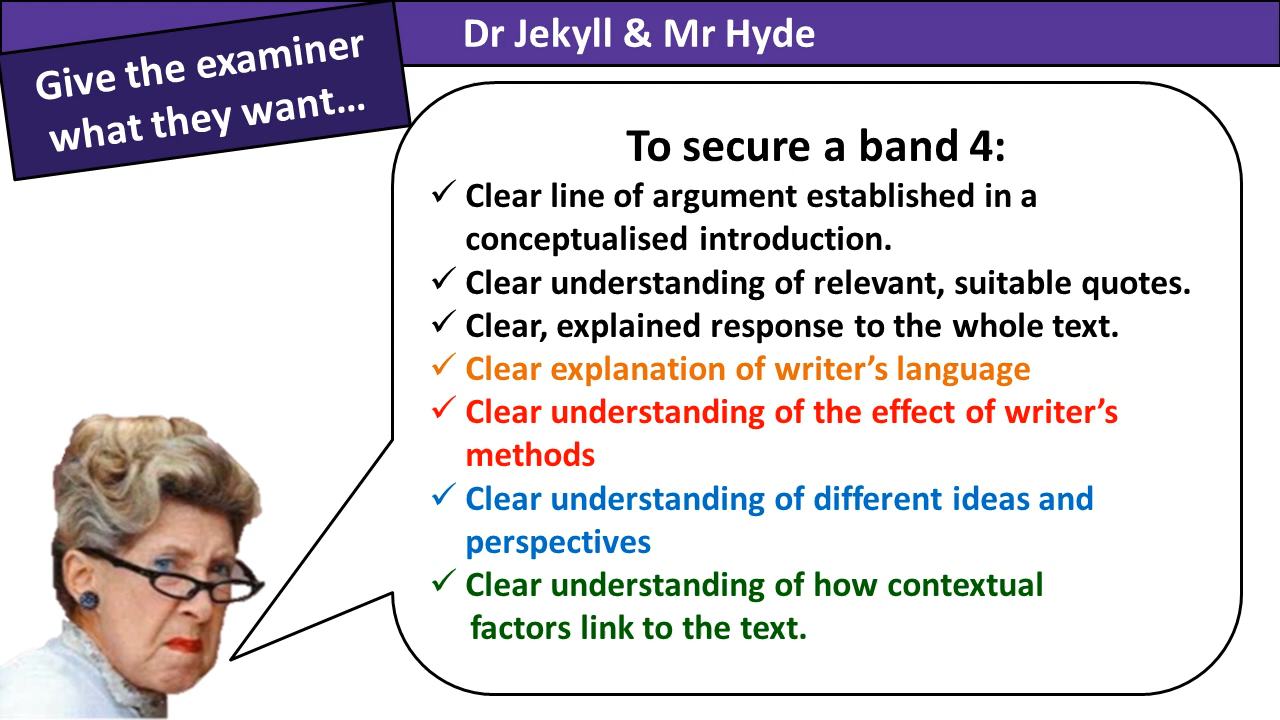 Dr Jekyll & Mr Hyde
Give the examiner
what they want...
To secure a band 4:
✓ Clear line of argument established in a
conceptualised introduction.
✓ Clear understanding of relevant, suitable quotes.
✓ Clear, explained response to the whole text.
✓ Clear explanation of writer’s language
✓ Clear understanding of the effect of writer’s
methods
✓ Clear understanding of different ideas and
perspectives
✓ Clear understanding of how contextual
factors link to the text.